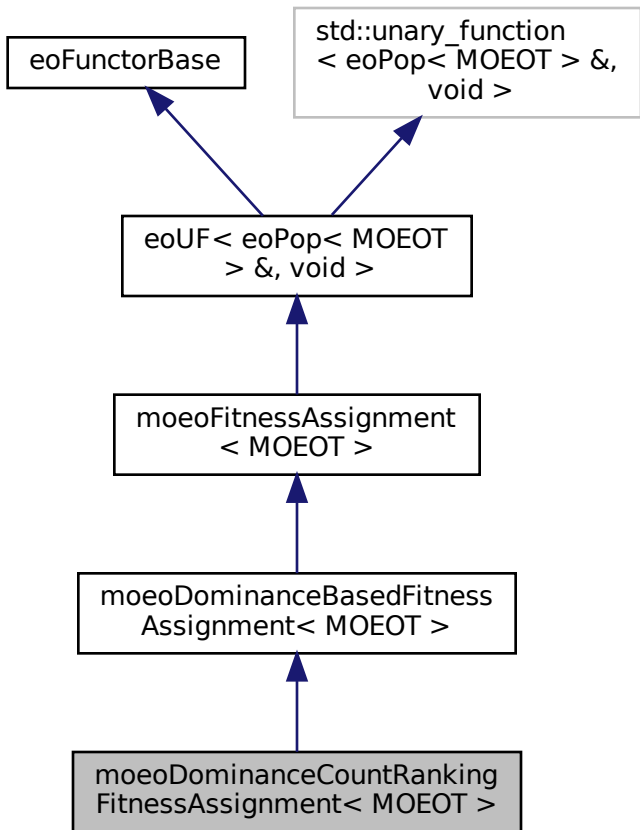 eoFunctorBase
std::unary_function
< eoPop< MOEOT > &,
void >
eoUF< eoPop< MOEOT
> &, void >
moeoFitnessAssignment
< MOEOT >
moeoDominanceBasedFitness
Assignment< MOEOT >
moeoDominanceCountRanking
FitnessAssignment< MOEOT >